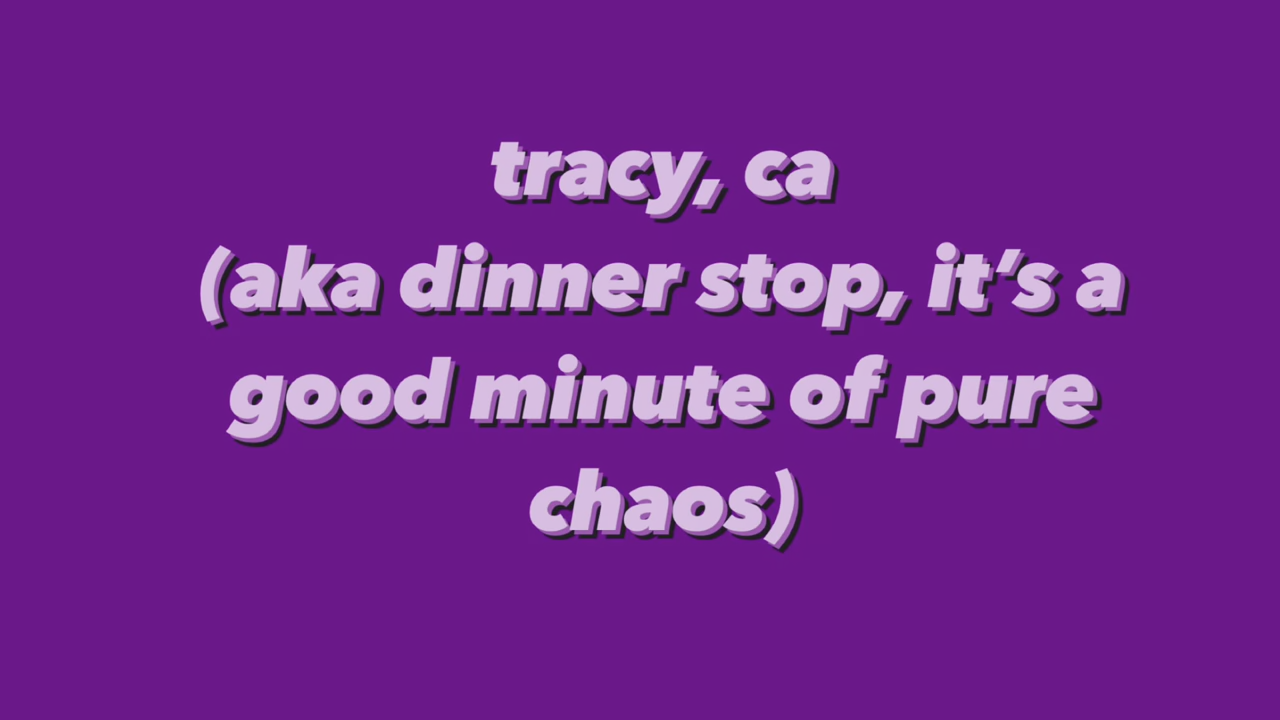 tracy, ca
(aka dinner stop, it’s a
good minute of pure
chaos)